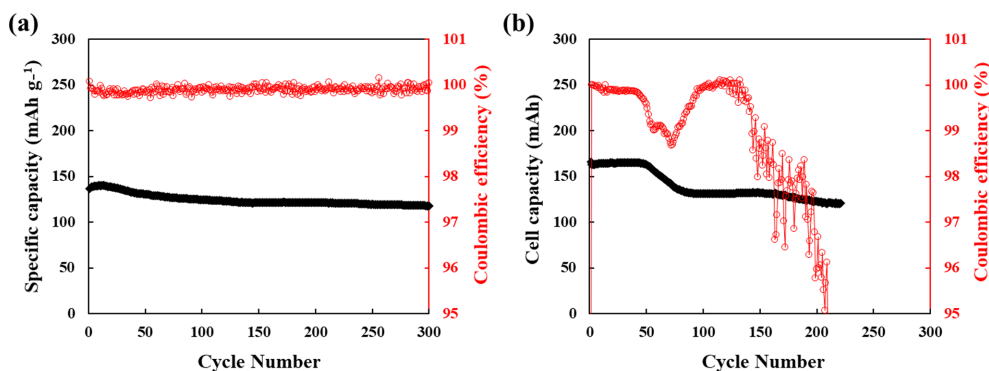 (a)
300
250
200
150
100
50
0
Specific capacity (mAh g⁻¹)
101
100
99
98
97
96
95
Coulombic efficiency (%)
0 50 100 150 200 250 300
Cycle Number
(b)
300
250
200
150
100
50
0
Cell capacity (mAh)
101
100
99
98
97
96
95
Coulombic efficiency (%)
0 50 100 150 200 250 300
Cycle Number